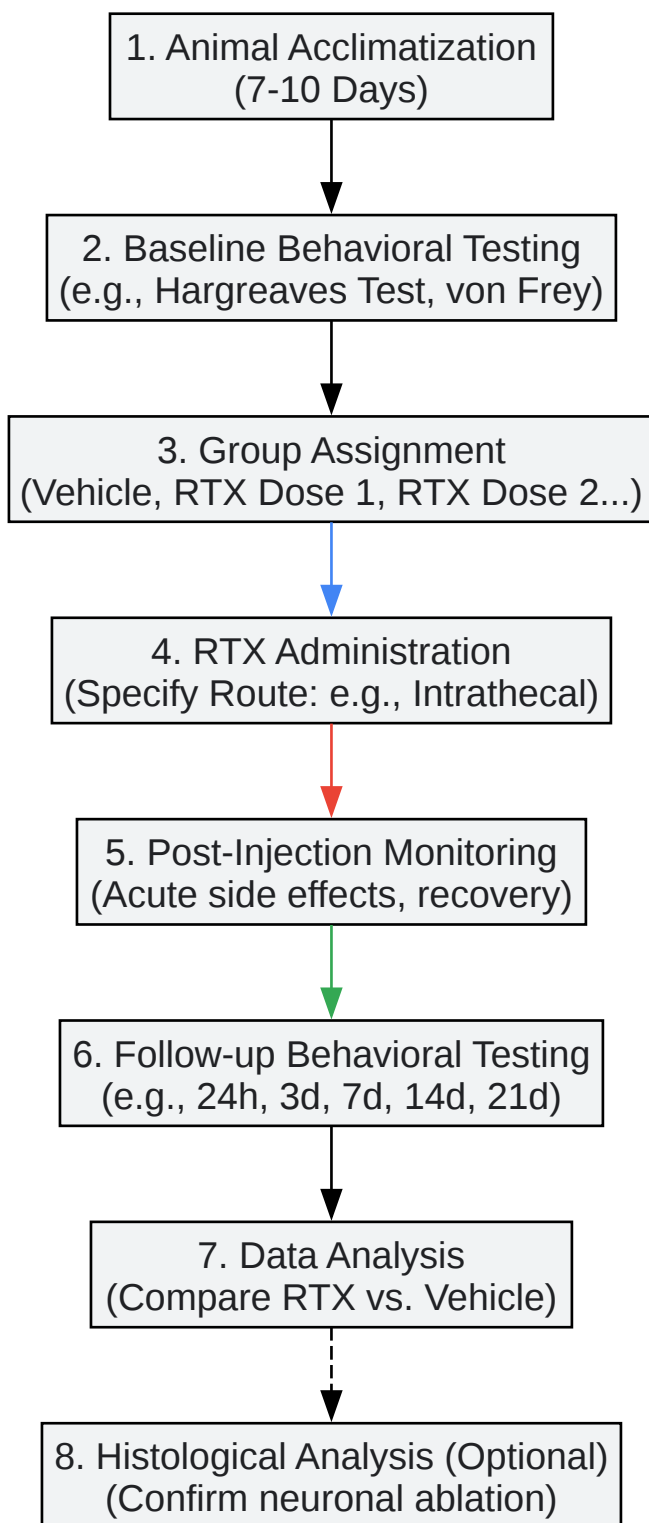 1. Animal Acclimatization
(7-10 Days)
2. Baseline Behavioral Testing
(e.g., Hargreaves Test, von Frey)
3. Group Assignment
(Vehicle, RTX Dose 1, RTX Dose 2...)
4. RTX Administration
(Specify Route: e.g., Intrathecal)
5. Post-Injection Monitoring
(Acute side effects, recovery)
6. Follow-up Behavioral Testing
(e.g., 24h, 3d, 7d, 14d, 21d)
7. Data Analysis
(Compare RTX vs. Vehicle)
8. Histological Analysis (Optional)
(Confirm neuronal ablation)